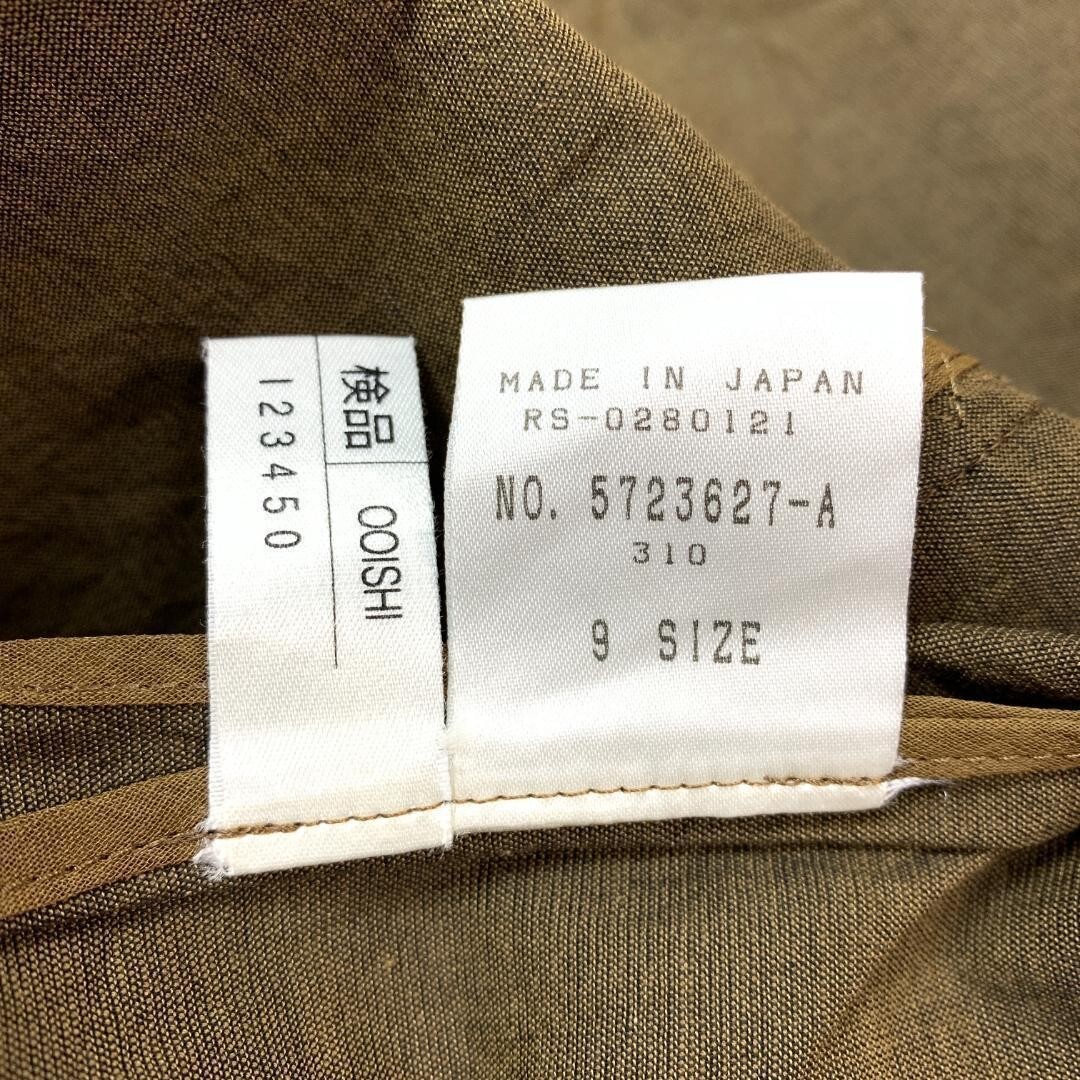 検品 OOISHI
123450
MADE IN JAPAN
RS-0280121
NO. 5723627-A
310
9 SIZE